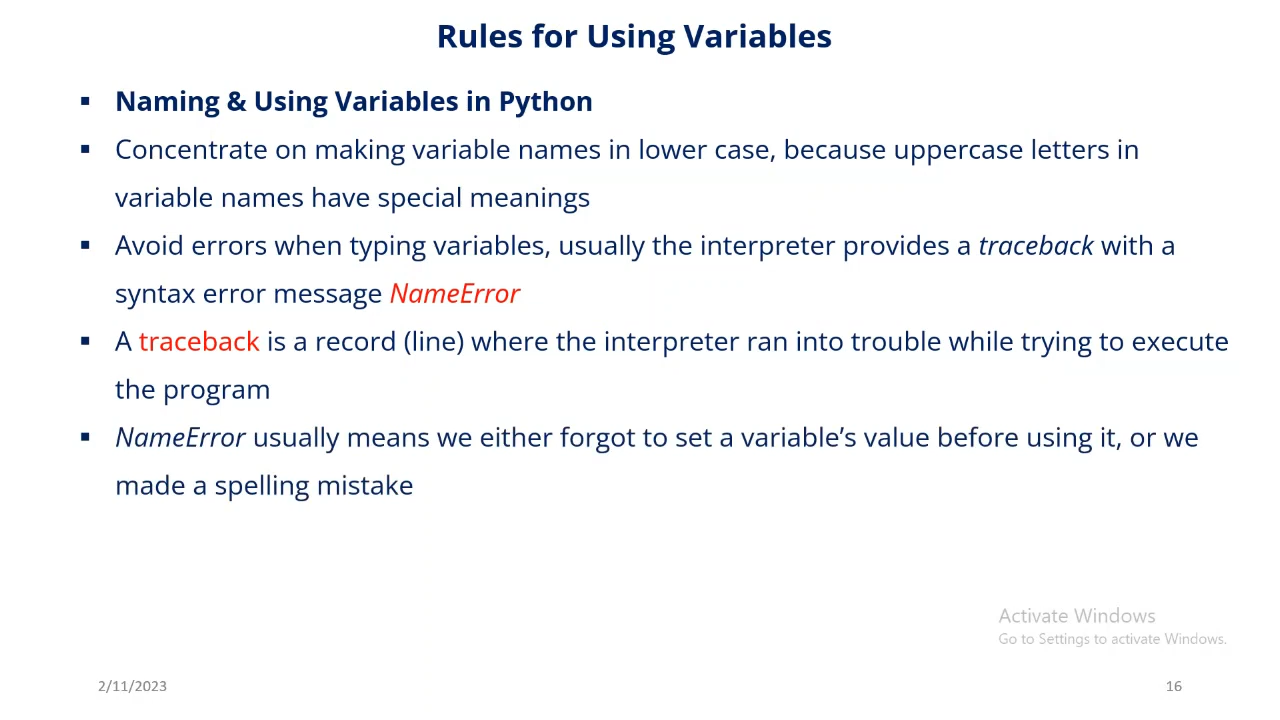 Rules for Using Variables
▪ Naming & Using Variables in Python
▪ Concentrate on making variable names in lower case, because uppercase letters in
variable names have special meanings
▪ Avoid errors when typing variables, usually the interpreter provides a traceback with a
syntax error message NameError
▪ A traceback is a record (line) where the interpreter ran into trouble while trying to execute
the program
▪ NameError usually means we either forgot to set a variable’s value before using it, or we
made a spelling mistake
Activate Windows
Go to Settings to activate Windows.
2/11/2023
16